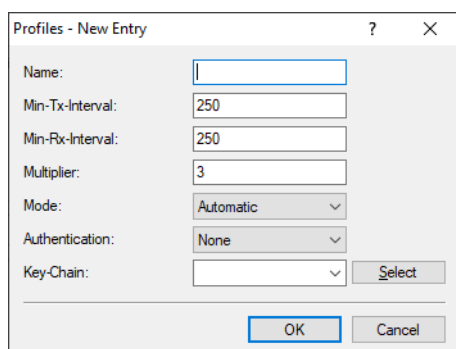 Profiles - New Entry ?
Name:
Min-Tx-Interval: 250
Min-Rx-Interval: 250
Multiplier: 3
Mode: Automatic
Authentication: None
Key-Chain: Select
OK Cancel